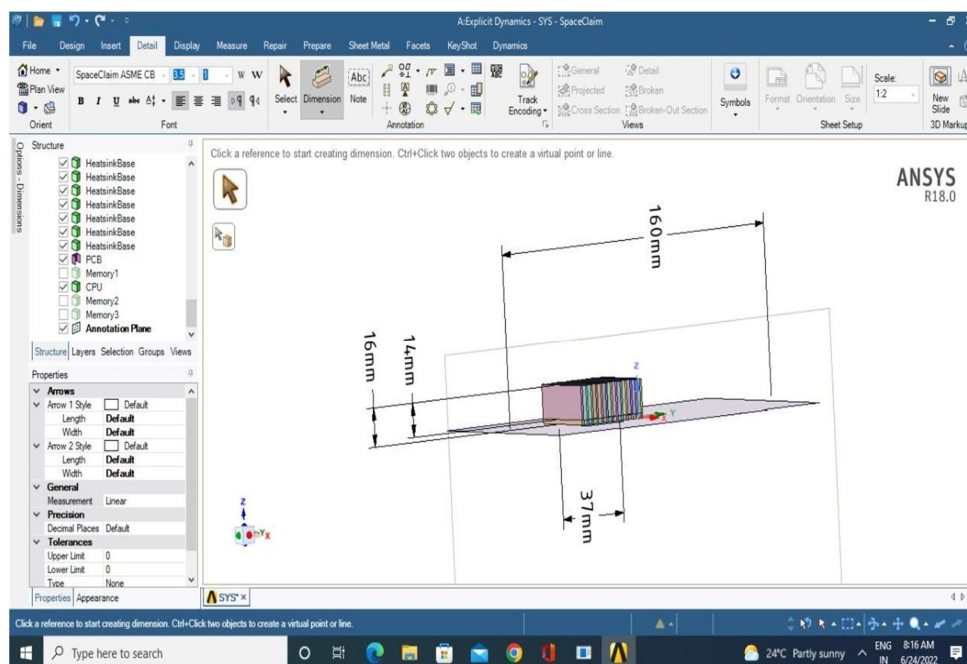 A:Explicit Dynamics - SYS - SpaceClaim
File Design Insert Detail Display Measure Repair Prepare Sheet Metal Facets KeyShot Dynamics
Home
Plan View
Orient
SpaceClaim ASME CB 3.5 1 W W
B I U abc
Font
Select
Dimension
Abc
Note
Annotation
Track
Encoding
General Detail
Projected Broken
Cross Section Broken-Out Section
Views
Symbols
Format Orientation Size
Scale:
1:2
Sheet Setup
New
Slide
3D Markup
Options - Dimensions
Structure
HeatsinkBase
HeatsinkBase
HeatsinkBase
HeatsinkBase
HeatsinkBase
HeatsinkBase
HeatsinkBase
PCB
Memory1
CPU
Memory2
Memory3
Annotation Plane
Structure Layers Selection Groups Views
Properties
Arrows
Arrow 1 Style Default
Length Default
Width Default
Arrow 2 Style Default
Length Default
Width Default
General
Measurement Linear
Precision
Decimal Places Default
Tolerances
Upper Limit 0
Lower Limit 0
Type None
Properties Appearance
Click a reference to start creating dimension. Ctrl+Click two objects to create a virtual point or line.
ANSYS
R18.0
160mm
16mm
14mm
37mm
Z
Y
X
Z
Y
X
SYS*
Click a reference to start creating dimension. Ctrl+Click two objects to create a virtual point or line.
Type here to search
24°C Partly sunny
ENG
IN
8:16 AM
6/24/2022